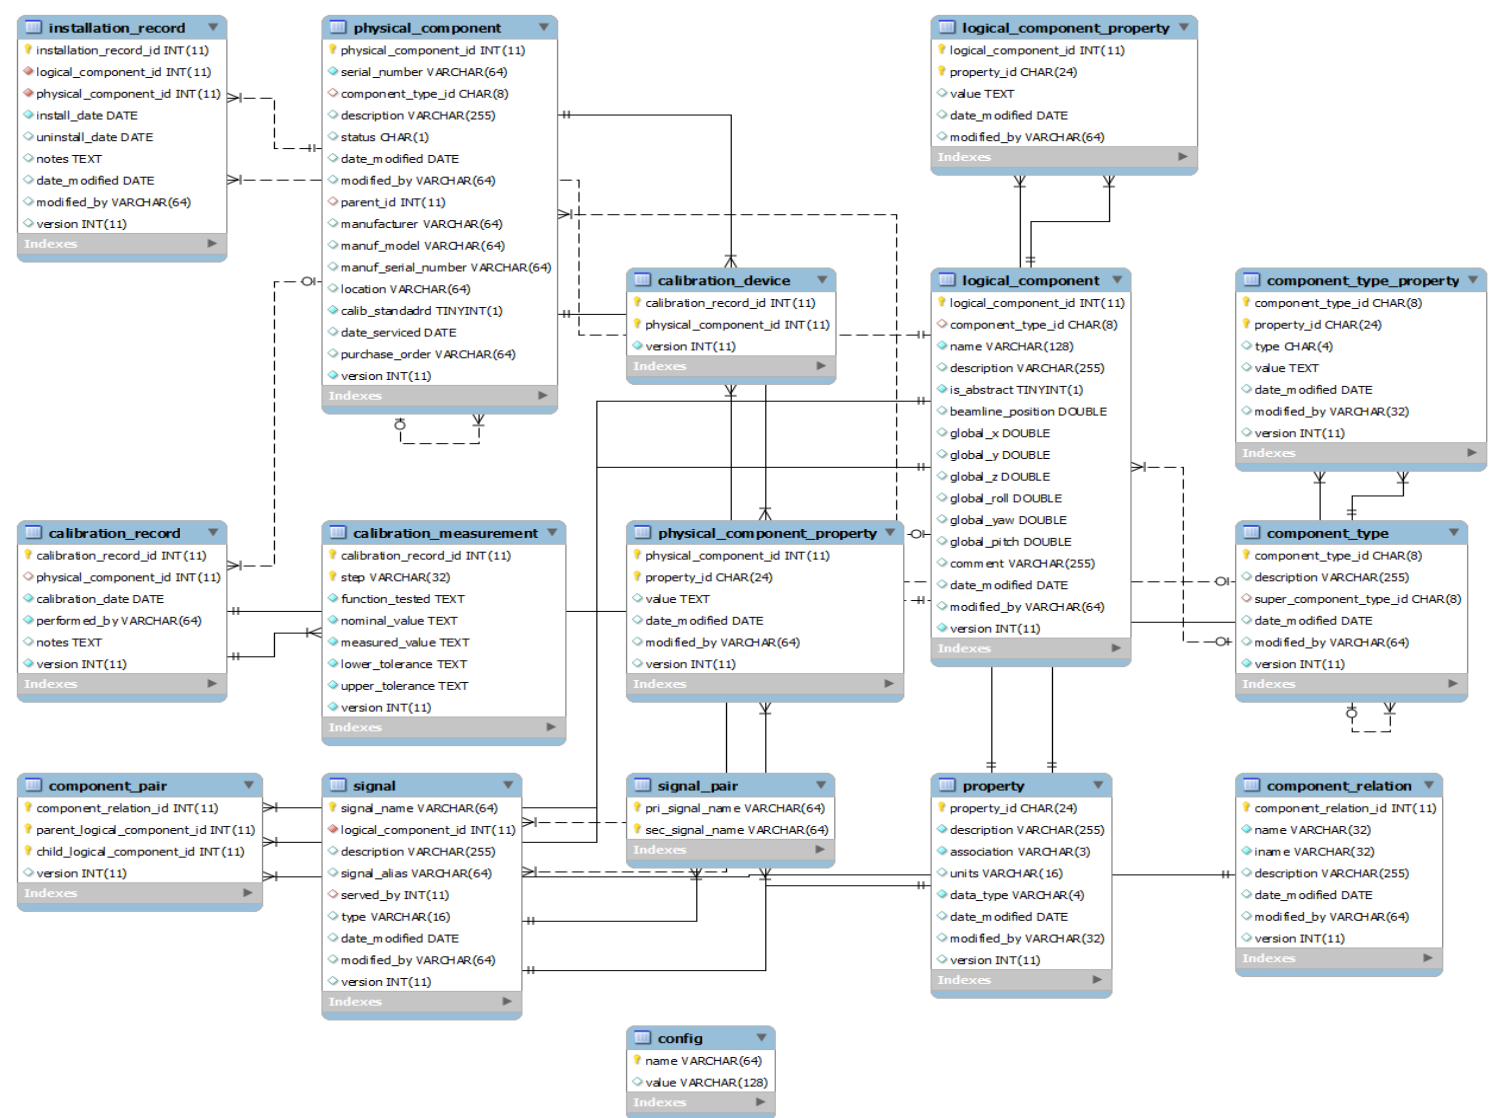 installation_record
installation_record_id INT(11)
logical_component_id INT(11)
physical_component_id INT(11)
install_date DATE
uninstall_date DATE
notes TEXT
date_modified DATE
modified_by VARCHAR(64)
version INT(11)
Indexes
physical_component
physical_component_id INT(11)
serial_number VARCHAR(64)
component_type_id CHAR(8)
description VARCHAR(255)
status CHAR(1)
date_modified DATE
modified_by VARCHAR(64)
parent_id INT(11)
manufacturer VARCHAR(64)
manuf_model VARCHAR(64)
manuf_serial_number VARCHAR(64)
location VARCHAR(64)
calib_standadrd TINYINT(1)
date_serviced DATE
purchase_order VARCHAR(64)
version INT(11)
Indexes
logical_component_property
logical_component_id INT(11)
property_id CHAR(24)
value TEXT
date_modified DATE
modified_by VARCHAR(64)
Indexes
calibration_device
calibration_record_id INT(11)
physical_component_id INT(11)
version INT(11)
Indexes
logical_component
logical_component_id INT(11)
component_type_id CHAR(8)
name VARCHAR(128)
description VARCHAR(255)
is_abstract TINYINT(1)
beamline_position DOUBLE
global_x DOUBLE
global_y DOUBLE
global_z DOUBLE
global_roll DOUBLE
global_yaw DOUBLE
global_pitch DOUBLE
comment VARCHAR(255)
date_modified DATE
modified_by VARCHAR(64)
version INT(11)
Indexes
component_type_property
component_type_id CHAR(8)
property_id CHAR(24)
type CHAR(4)
value TEXT
date_modified DATE
modified_by VARCHAR(32)
version INT(11)
Indexes
calibration_record
calibration_record_id INT(11)
physical_component_id INT(11)
calibration_date DATE
performed_by VARCHAR(64)
notes TEXT
version INT(11)
Indexes
calibration_measurement
calibration_record_id INT(11)
step VARCHAR(32)
function_tested TEXT
nominal_value TEXT
measured_value TEXT
lower_tolerance TEXT
upper_tolerance TEXT
version INT(11)
Indexes
physical_component_property
physical_component_id INT(11)
property_id CHAR(24)
value TEXT
date_modified DATE
modified_by VARCHAR(64)
version INT(11)
Indexes
component_type
component_type_id CHAR(8)
description VARCHAR(255)
super_component_type_id CHAR(8)
date_modified DATE
modified_by VARCHAR(64)
version INT(11)
Indexes
component_pair
component_relation_id INT(11)
parent_logical_component_id INT(11)
child_logical_component_id INT(11)
version INT(11)
Indexes
signal
signal_name VARCHAR(64)
logical_component_id INT(11)
description VARCHAR(255)
signal_alias VARCHAR(64)
served_by INT(11)
type VARCHAR(16)
date_modified DATE
modified_by VARCHAR(64)
version INT(11)
Indexes
signal_pair
pri_signal_name VARCHAR(64)
sec_signal_name VARCHAR(64)
Indexes
property
property_id CHAR(24)
description VARCHAR(255)
association VARCHAR(3)
units VARCHAR(16)
data_type VARCHAR(4)
date_modified DATE
modified_by VARCHAR(32)
version INT(11)
Indexes
component_relation
component_relation_id INT(11)
name VARCHAR(32)
iname VARCHAR(32)
description VARCHAR(255)
date_modified DATE
modified_by VARCHAR(64)
version INT(11)
Indexes
config
name VARCHAR(64)
value VARCHAR(128)
Indexes